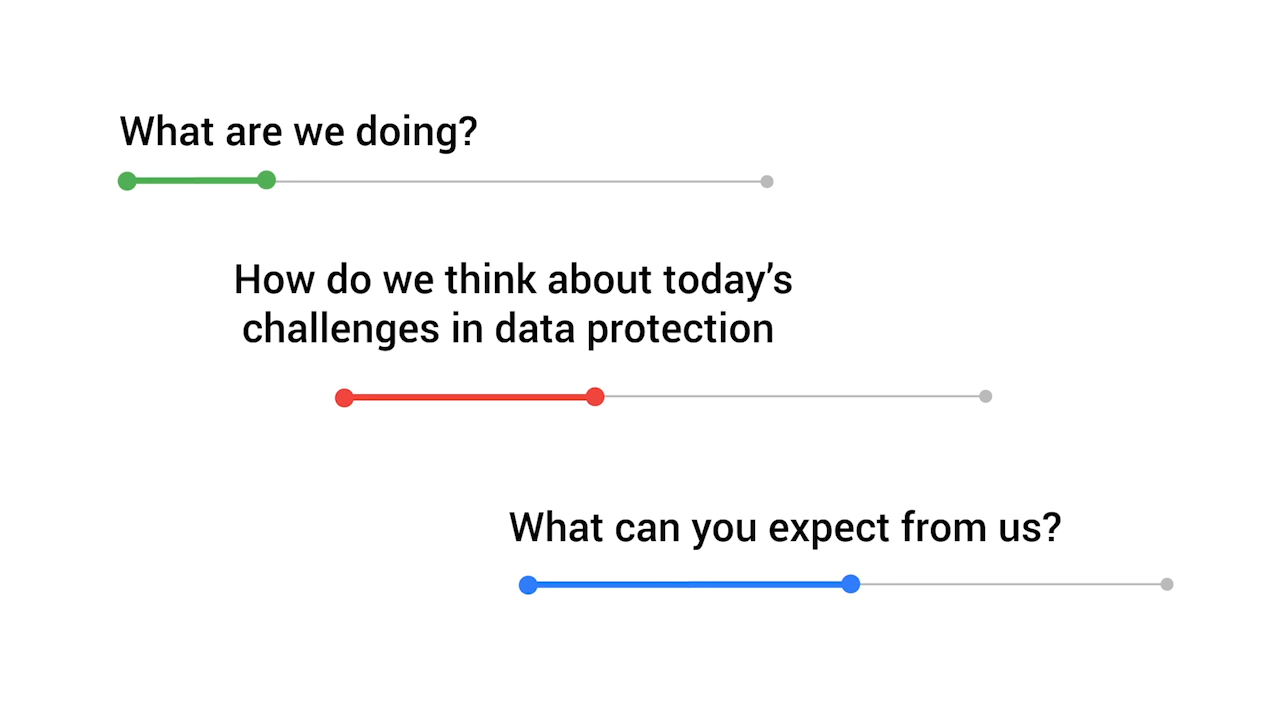 What are we doing?
How do we think about today’s
challenges in data protection
What can you expect from us?